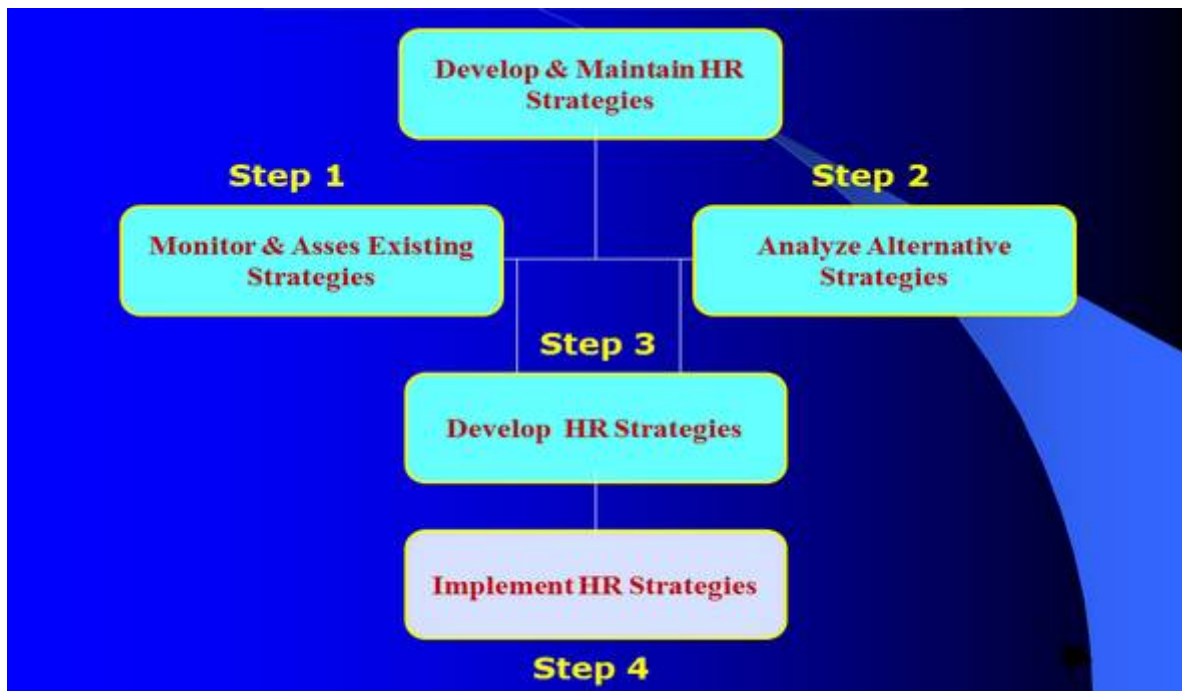 Develop & Maintain HR
Strategies
Step 1
Step 2
Monitor & Asses Existing
Strategies
Analyze Alternative
Strategies
Step 3
Develop HR Strategies
Implement HR Strategies
Step 4